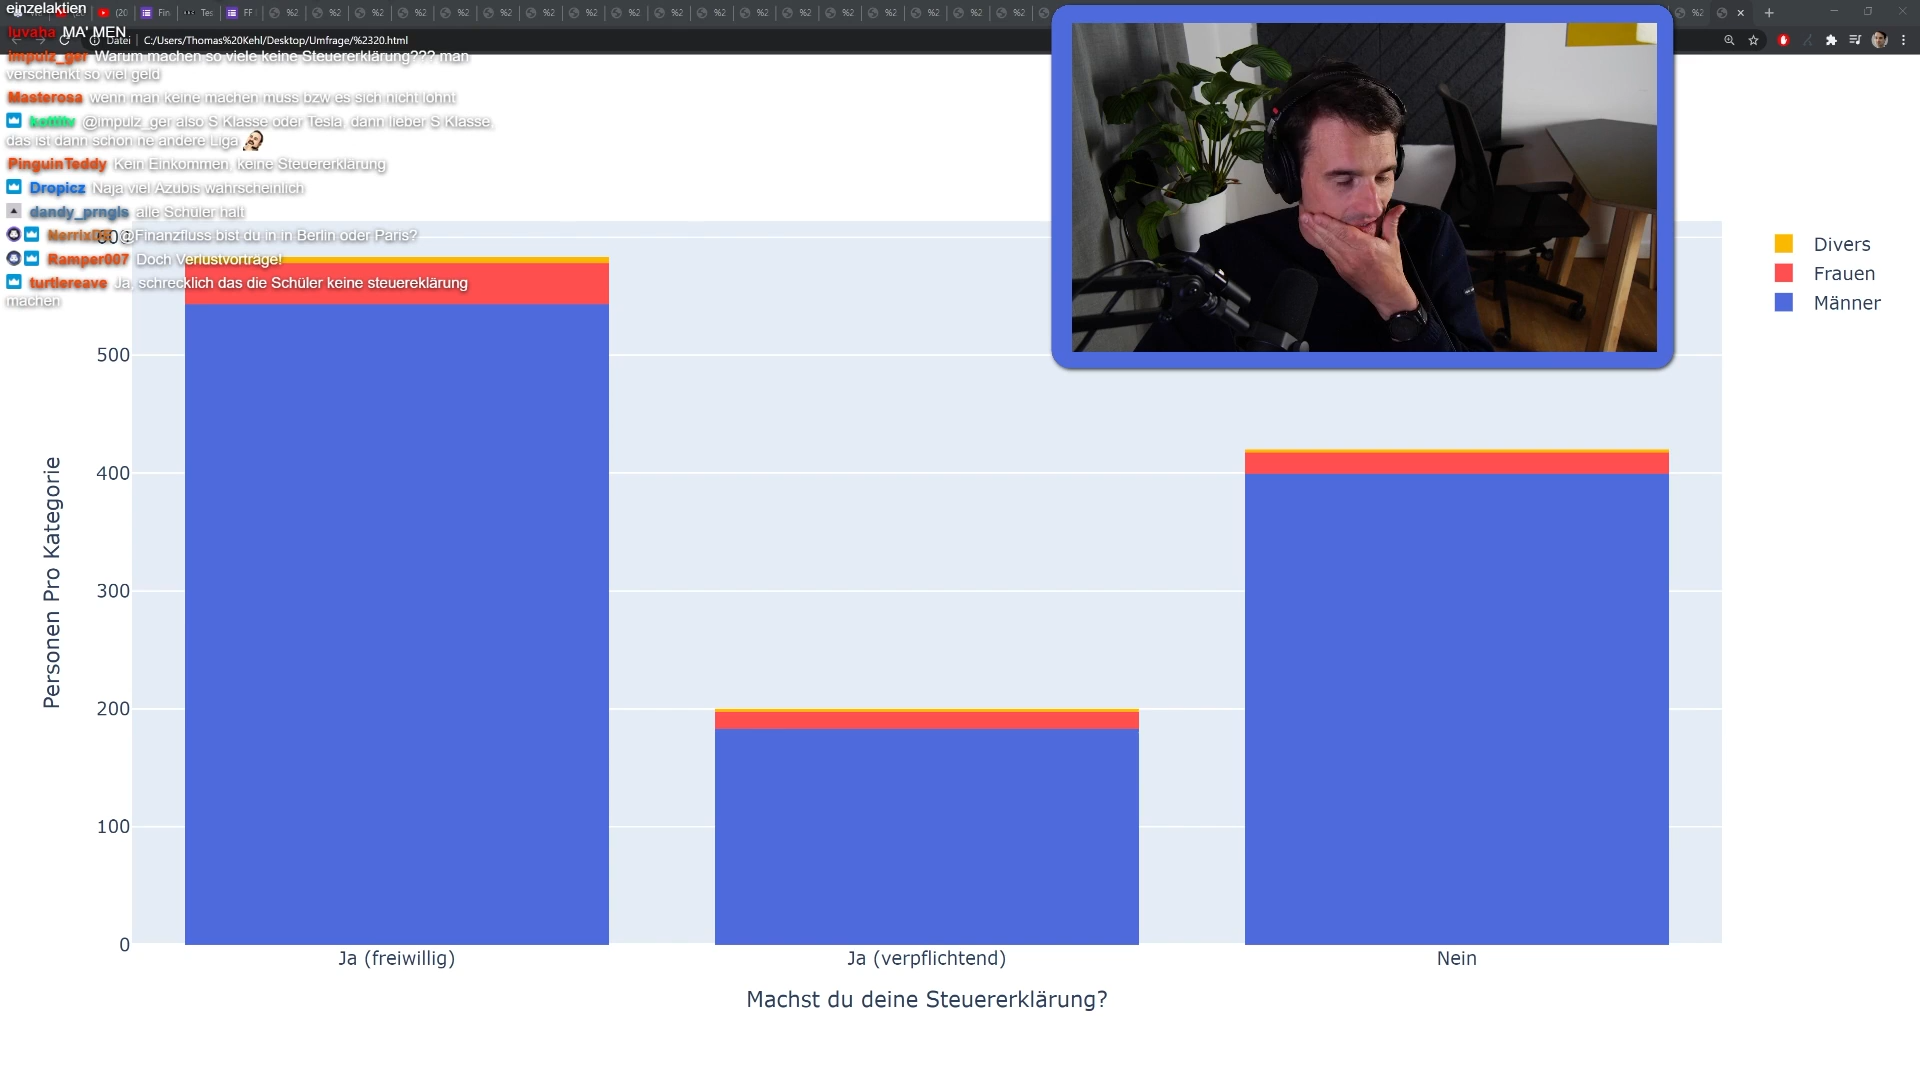 einzelaktien
luvaha MA' MEN
Datei C:/Users/Thomas%20Kehl/Desktop/Umfrage/%2320.html
impulz_ger Warum machen so viele keine Steuererklärung??? man
verschenkt so viel geld
Masterosa wenn man keine machen muss bzw es sich nicht lohnt
@impulz_ger also S Klasse oder Tesla, dann lieber S Klasse,
das ist dann schon ne andere Liga
PinguinTeddy Kein Einkommen, keine Steuererklärung
Dropicz Naja viel Azubis wahrscheinlich
dandy_prngls alle Schüler halt
@Finanzfluss bist du in in Berlin oder Paris?
Ramper007 Doch Verlustvorträge!
turtlereave Ja, schrecklich das die Schüler keine steuereklärung
machen
Divers
Frauen
Männer
Personen Pro Kategorie
500
400
300
200
100
0
Ja (freiwillig)
Ja (verpflichtend)
Nein
Machst du deine Steuererklärung?